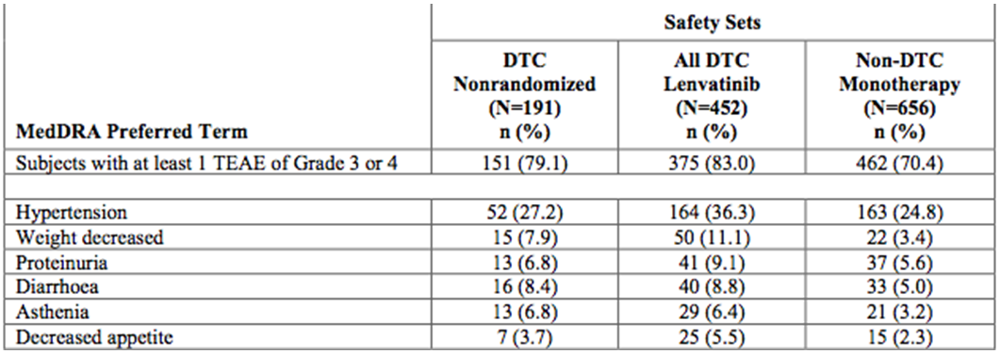 Safety Sets
MedDRA Preferred Term
DTC
Nonrandomized
(N=191)
n (%)
All DTC
Lenvatinib
(N=452)
n (%)
Non-DTC
Monotherapy
(N=656)
n (%)
Subjects with at least 1 TEAE of Grade 3 or 4 151 (79.1) 375 (83.0) 462 (70.4)
Hypertension 52 (27.2) 164 (36.3) 163 (24.8)
Weight decreased 15 (7.9) 50 (11.1) 22 (3.4)
Proteinuria 13 (6.8) 41 (9.1) 37 (5.6)
Diarrhoea 16 (8.4) 40 (8.8) 33 (5.0)
Asthenia 13 (6.8) 29 (6.4) 21 (3.2)
Decreased appetite 7 (3.7) 25 (5.5) 15 (2.3)